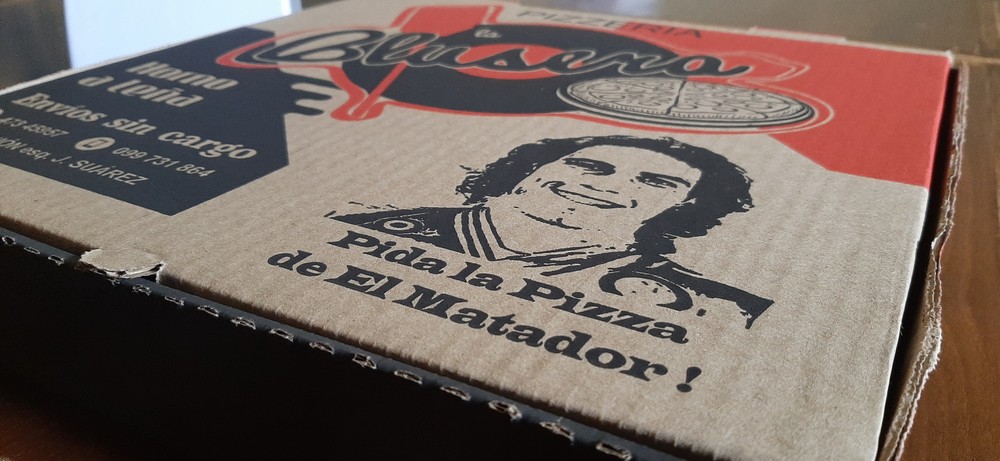 PIZZERIA
la
Blusera
Horno
a Leña
Envíos sin cargo
099 731 864
esq. J. SUAREZ
Pida la Pizza
de El Matador!